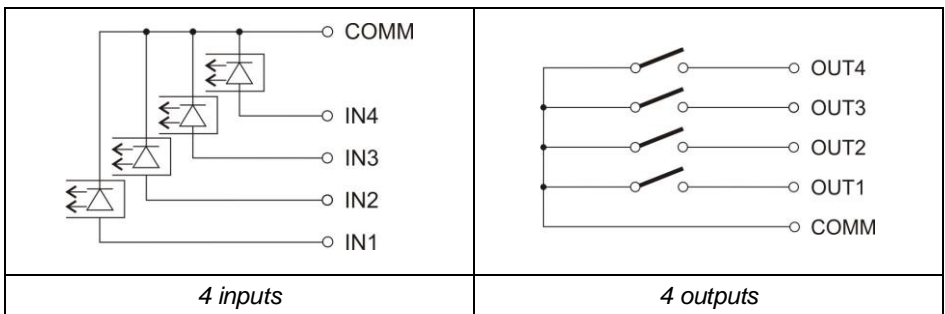 COMM
IN4
IN3
IN2
IN1
4 inputs
OUT4
OUT3
OUT2
OUT1
COMM
4 outputs